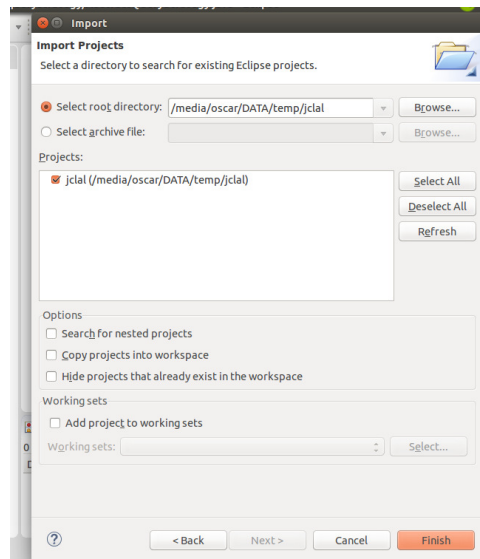 Import
Import Projects
Select a directory to search for existing Eclipse projects.
Select root directory: /media/oscar/DATA/temp/jclal Browse...
Select archive file: Browse...
Projects:
jclal (/media/oscar/DATA/temp/jclal)
Select All
Deselect All
Refresh
Options
Search for nested projects
Copy projects into workspace
Hide projects that already exist in the workspace
Working sets
Add project to working sets
Working sets: Select...
? < Back Next > Cancel Finish